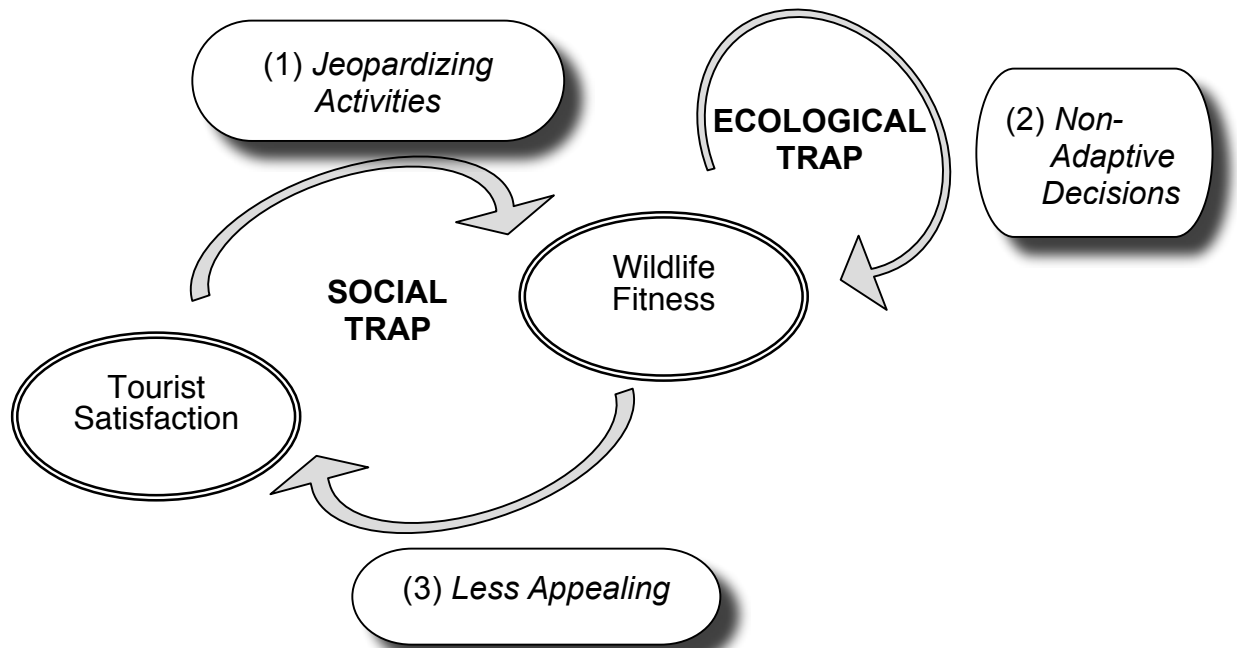 (1) Jeopardizing
Activities
ECOLOGICAL
TRAP
(2) Non-
Adaptive
Decisions
Wildlife
Fitness
SOCIAL
TRAP
Tourist
Satisfaction
(3) Less Appealing